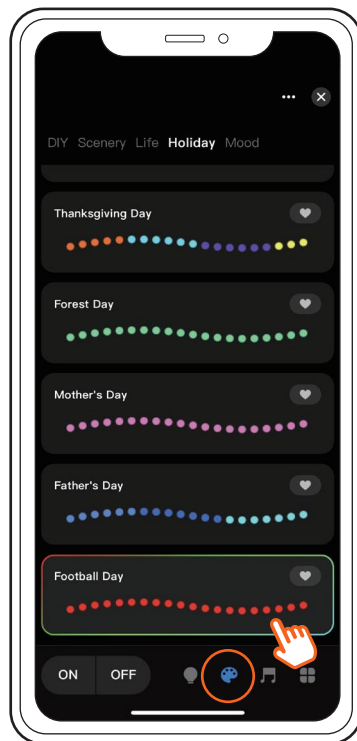 DIY Scenery Life Holiday Mood
Thanksgiving Day
Forest Day
Mother's Day
Father's Day
Football Day
ON OFF